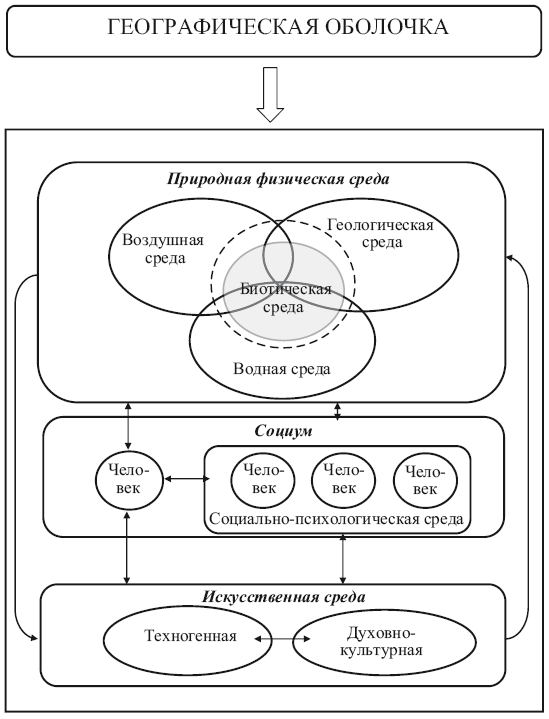 ГЕОГРАФИЧЕСКАЯ ОБОЛОЧКА
Природная физическая среда
Воздушная
среда
Геологическая
среда
Биотическая
среда
Водная среда
Социум
Чело-
век
Чело-
век
Чело-
век
Чело-
век
Социально-психологическая среда
Искусственная среда
Техногенная
Духовно-
культурная